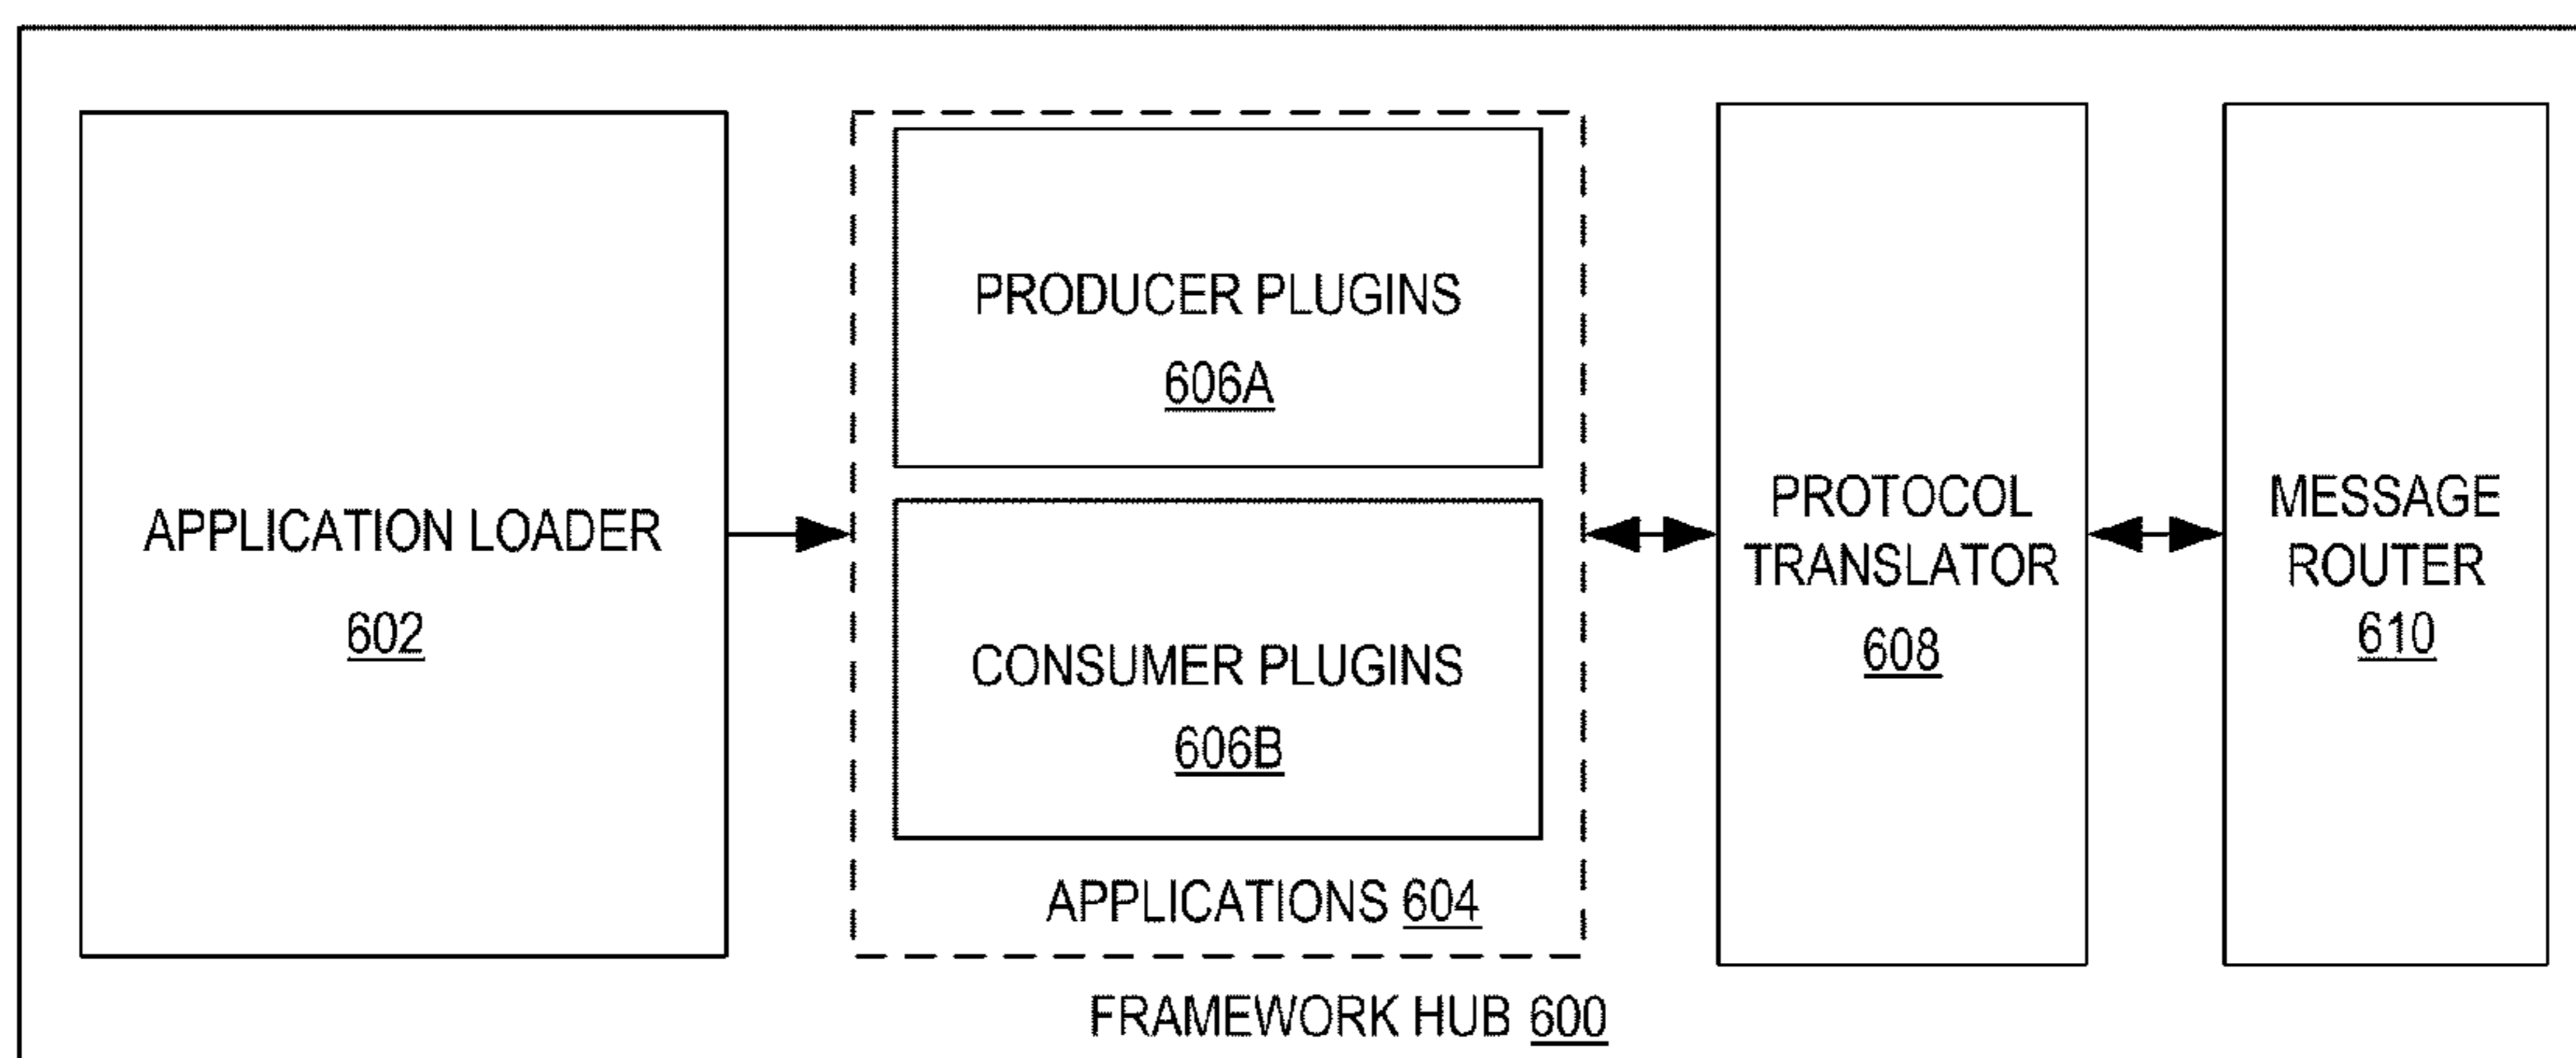 APPLICATION LOADER
602
PRODUCER PLUGINS
606A
CONSUMER PLUGINS
606B
APPLICATIONS 604
PROTOCOL
TRANSLATOR
608
MESSAGE
ROUTER
610
FRAMEWORK HUB 600